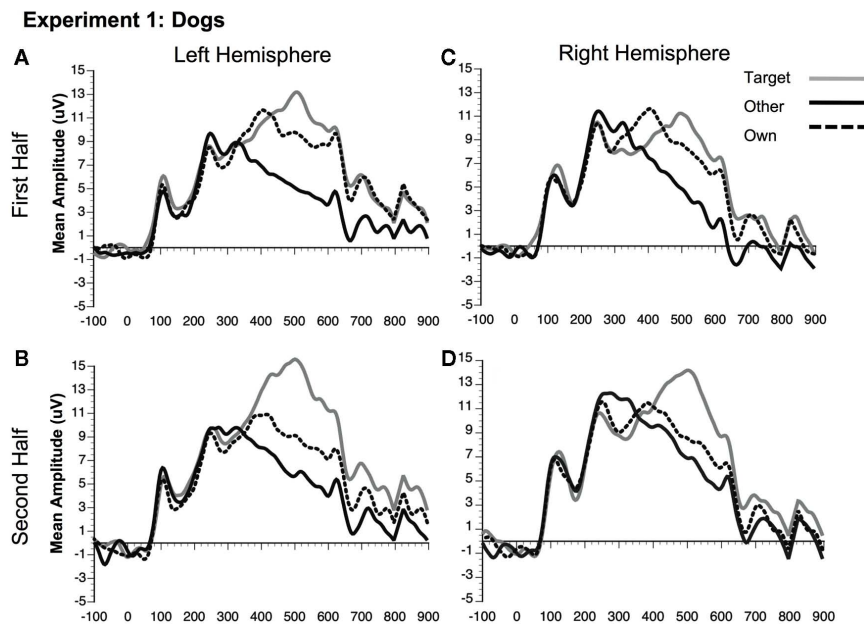 Experiment 1: Dogs
Left Hemisphere
Right Hemisphere
First Half
Second Half
A
Mean Amplitude (uV)
15
13
11
9
7
5
3
1
-1
-3
-5
-100 0 100 200 300 400 500 600 700 800 900
C
15
13
11
9
7
5
3
1
-1
-3
-5
-100 0 100 200 300 400 500 600 700 800 900
Target
Other
Own
B
Mean Amplitude (uV)
15
13
11
9
7
5
3
1
-1
-3
-5
-100 0 100 200 300 400 500 600 700 800 900
D
15
13
11
9
7
5
3
1
-1
-3
-5
-100 0 100 200 300 400 500 600 700 800 900